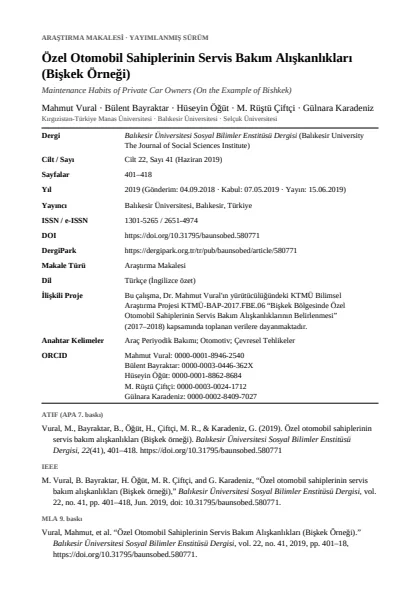 ARAŞTIRMA MAKALESİ · YAYIMLANMIŞ SÜRÜM
Özel Otomobil Sahiplerinin Servis Bakım Alışkanlıkları
(Bişkek Örneği)
Maintenance Habits of Private Car Owners (On the Example of Bishkek)
Mahmut Vural · Bülent Bayraktar · Hüseyin Öğüt · M. Rüştü Çiftçi · Gülnara Karadeniz
Kırgızistan-Türkiye Manas Üniversitesi · Balıkesir Üniversitesi · Selçuk Üniversitesi
Dergi Balıkesir Üniversitesi Sosyal Bilimler Enstitüsü Dergisi (Balıkesir University
The Journal of Social Sciences Institute)
Cilt / Sayı Cilt 22, Sayı 41 (Haziran 2019)
Sayfalar 401–418
Yıl 2019 (Gönderim: 04.09.2018 · Kabul: 07.05.2019 · Yayın: 15.06.2019)
Yayıncı Balıkesir Üniversitesi, Balıkesir, Türkiye
ISSN / e-ISSN 1301-5265 / 2651-4974
DOI https://doi.org/10.31795/baunsobed.580771
DergiPark https://dergipark.org.tr/tr/pub/baunsobed/article/580771
Makale Türü Araştırma Makalesi
Dil Türkçe (İngilizce özet)
İlişkili Proje Bu çalışma, Dr. Mahmut Vural'ın yürütücülüğündeki KTMÜ Bilimsel
Araştırma Projesi KTMÜ-BAP-2017.FBE.06 “Bişkek Bölgesinde Özel
Otomobil Sahiplerinin Servis Bakım Alışkanlıklarının Belirlenmesi”
(2017–2018) kapsamında toplanan verilere dayanmaktadır.
Anahtar Kelimeler Araç Periyodik Bakımı; Otomotiv; Çevresel Tehlikeler
ORCID Mahmut Vural: 0000-0001-8946-2540
Bülent Bayraktar: 0000-0003-0446-362X
Hüseyin Öğüt: 0000-0001-8862-8684
M. Rüştü Çiftçi: 0000-0003-0024-1712
Gülnara Karadeniz: 0000-0002-8409-7027
ATIF (APA 7. baskı)
Vural, M., Bayraktar, B., Öğüt, H., Çiftçi, M. R., & Karadeniz, G. (2019). Özel otomobil sahiplerinin
servis bakım alışkanlıkları (Bişkek örneği). Balıkesir Üniversitesi Sosyal Bilimler Enstitüsü
Dergisi, 22(41), 401–418. https://doi.org/10.31795/baunsobed.580771
IEEE
M. Vural, B. Bayraktar, H. Öğüt, M. R. Çiftçi, and G. Karadeniz, “Özel otomobil sahiplerinin servis
bakım alışkanlıkları (Bişkek örneği),” Balıkesir Üniversitesi Sosyal Bilimler Enstitüsü Dergisi, vol.
22, no. 41, pp. 401–418, Jun. 2019, doi: 10.31795/baunsobed.580771.
MLA 9. baskı
Vural, Mahmut, et al. “Özel Otomobil Sahiplerinin Servis Bakım Alışkanlıkları (Bişkek Örneği).”
Balıkesir Üniversitesi Sosyal Bilimler Enstitüsü Dergisi, vol. 22, no. 41, 2019, pp. 401–18,
https://doi.org/10.31795/baunsobed.580771.